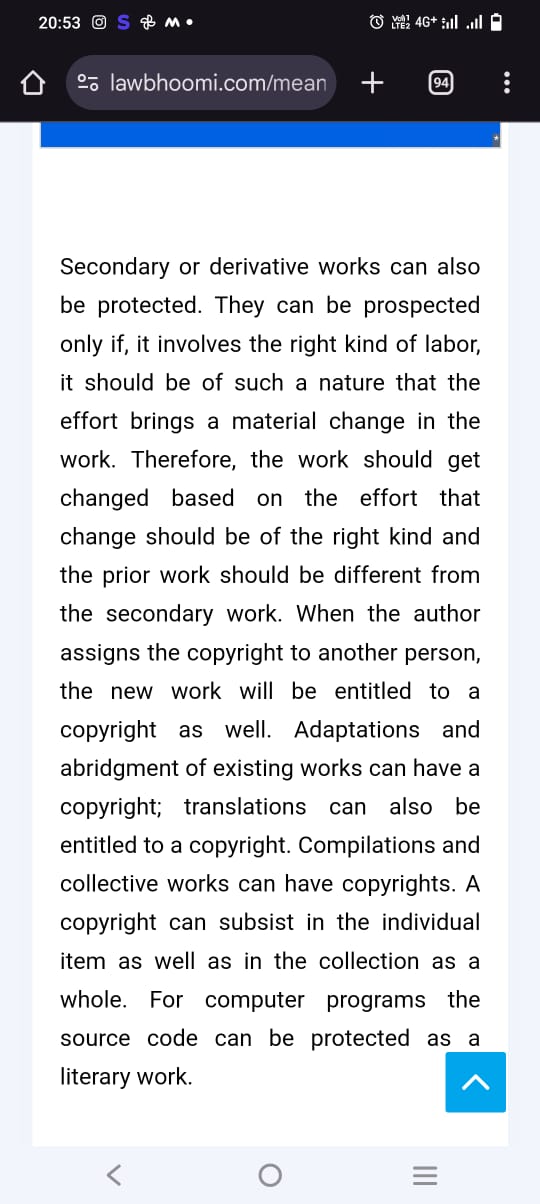 20:53
VoI1 LTE2 4G+
lawbhoomi.com/mean
94
Secondary or derivative works can also
be protected. They can be prospected
only if, it involves the right kind of labor,
it should be of such a nature that the
effort brings a material change in the
work. Therefore, the work should get
changed based on the effort that
change should be of the right kind and
the prior work should be different from
the secondary work. When the author
assigns the copyright to another person,
the new work will be entitled to a
copyright as well. Adaptations and
abridgment of existing works can have a
copyright; translations can also be
entitled to a copyright. Compilations and
collective works can have copyrights. A
copyright can subsist in the individual
item as well as in the collection as a
whole. For computer programs the
source code can be protected as a
literary work.